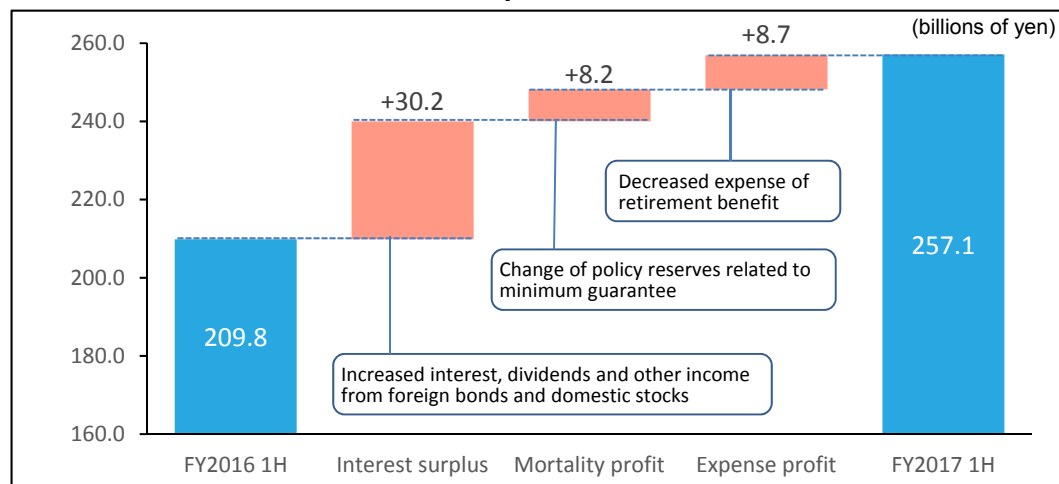 (billions of yen)
260.0
240.0
220.0
200.0
180.0
160.0
+30.2
+8.2
+8.7
209.8
257.1
Decreased expense of
retirement benefit
Change of policy reserves related to
minimum guarantee
Increased interest, dividends and other income
from foreign bonds and domestic stocks
FY2016 1H
Interest surplus
Mortality profit
Expense profit
FY2017 1H